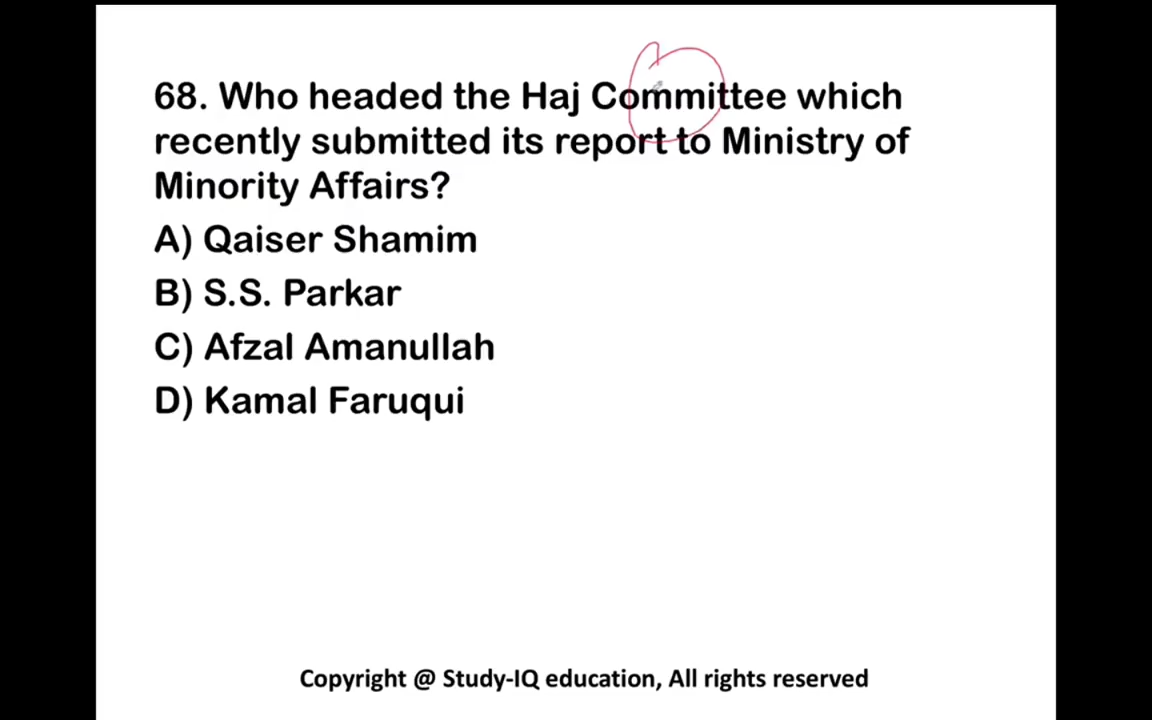 68. Who headed the Haj Committee which
recently submitted its report to Ministry of
Minority Affairs?
A) Qaiser Shamim
B) S.S. Parkar
C) Afzal Amanullah
D) Kamal Faruqui
Copyright @ Study-IQ education, All rights reserved